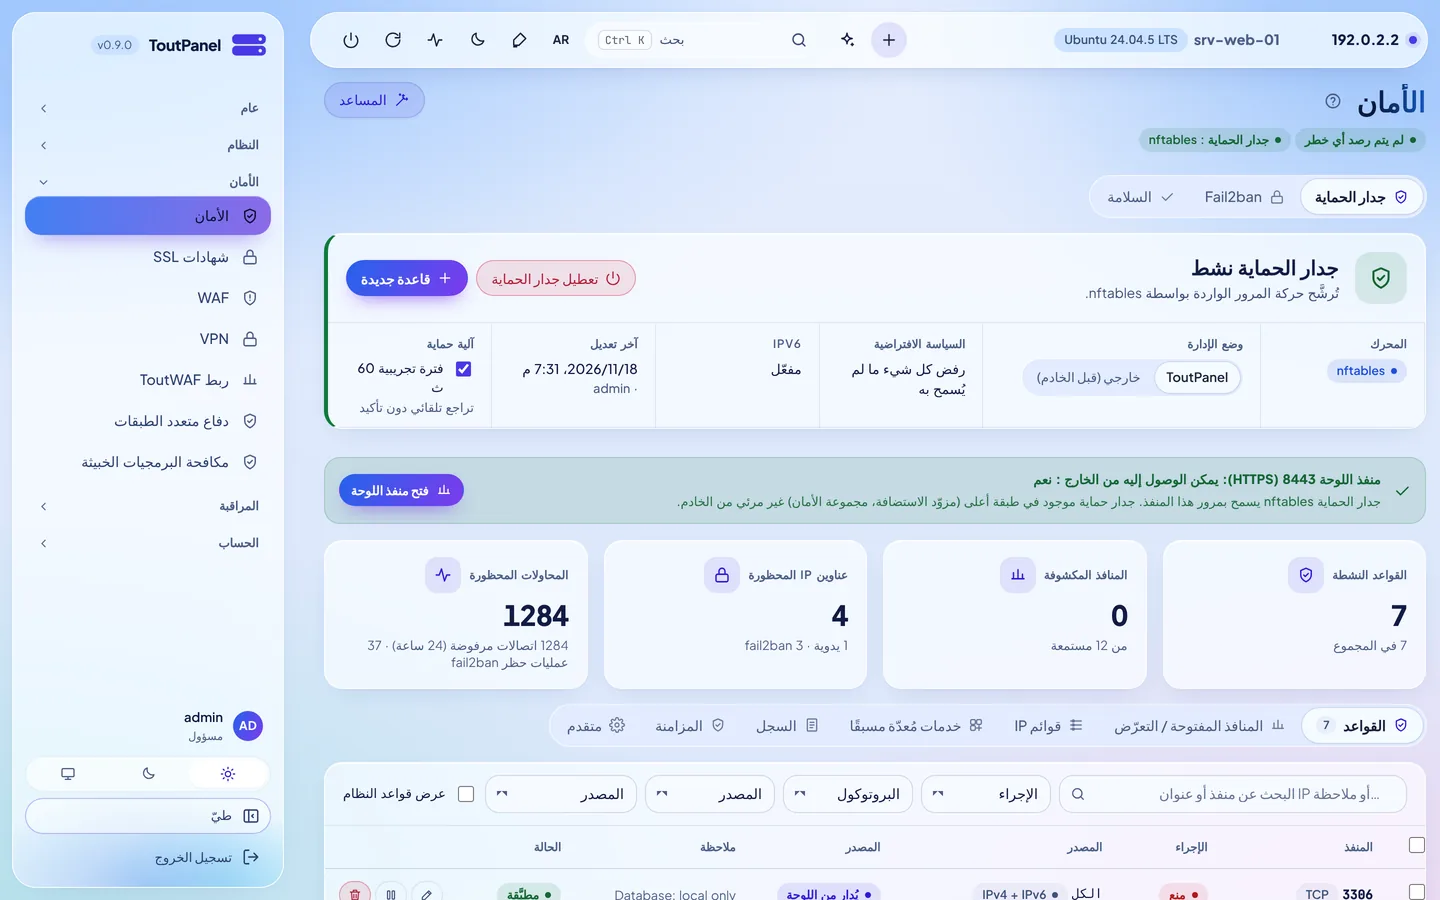 192.0.2.2
srv-web-01
Ubuntu 24.04.5 LTS
بحث
Ctrl K
AR
ToutPanel
v0.9.0
عام
النظام
الأمان
الأمان
شهادات SSL
WAF
VPN
ربط ToutWAF
دفاع متعدد الطبقات
مكافحة البرمجيات الخبيثة
المراقبة
الحساب
AD
admin
مسؤول
طيّ
تسجيل الخروج
الأمان
المساعد
لم يتم رصد أي خطر
جدار الحماية : nftables
جدار الحماية
Fail2ban
السلامة
جدار الحماية نشط
تُرشَّح حركة المرور الواردة بواسطة nftables.
تعطيل جدار الحماية
قاعدة جديدة
المحرك
nftables
وضع الإدارة
ToutPanel
خارجي (قبل الخادم)
السياسة الافتراضية
رفض كل شيء ما لم
يُسمح به
IPV6
مفعّل
آخر تعديل
2026/11/18، 7:31 م
· admin
آلية حماية
فترة تجريبية 60
ث
تراجع تلقائي دون تأكيد
منفذ اللوحة 8443 (HTTPS): يمكن الوصول إليه من الخارج : نعم
جدار الحماية nftables يسمح بمرور هذا المنفذ. جدار حماية موجود في طبقة أعلى (مزوّد الاستضافة، مجموعة الأمان) غير مرئي من الخادم.
فتح منفذ اللوحة
القواعد النشطة
7
7 في المجموع
المنافذ المكشوفة
0
من 12 مستمعة
عناوين IP المحظورة
4
1 يدوية · 3 fail2ban
المحاولات المحظورة
1284
1284 اتصالات مرفوضة (24 ساعة) · 37
عمليات حظر fail2ban
القواعد
7
المنافذ المفتوحة / التعرّض
قوائم IP
خدمات مُعدّة مسبقًا
السجل
المزامنة
متقدم
البحث عن منفذ أو عنوان IP أو ملاحظة...
الإجراء
البروتوكول
المصدر
المصدر
عرض قواعد النظام
المنفذ
الإجراء
المصدر
المصدر
ملاحظة
الحالة
3306
TCP
منع
الكل
IPv4 + IPv6
يُدار من اللوحة
Database: local only
مطبَّقة